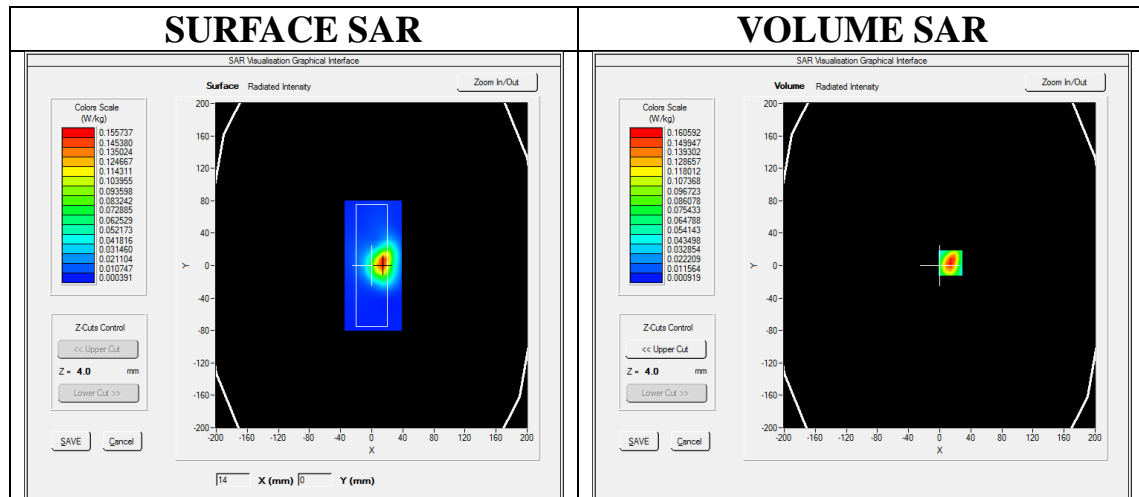 SURFACE SAR
SAR Visualisation Graphical Interface
Surface Radiated Intensity
Zoom In/Out
Colors Scale
(W/kg)
0.155737
0.145380
0.135024
0.124667
0.114311
0.103955
0.093598
0.083242
0.072885
0.062529
0.052173
0.041816
0.031460
0.021104
0.010747
0.000391
Z-Cuts Control
<< Upper Cut
Z = 4.0 mm
Lower Cut >>
SAVE Cancel
200
160
120
80
40
0
-40
-80
-120
-160
-200
Y
-200 -160 -120 -80 -40 0 40 80 120 160 200
X
14 X (mm) 0 Y (mm)
VOLUME SAR
SAR Visualisation Graphical Interface
Volume Radiated Intensity
Zoom In/Out
Colors Scale
(W/kg)
0.160592
0.149947
0.139302
0.128657
0.118012
0.107368
0.096723
0.086078
0.075433
0.064788
0.054143
0.043498
0.032854
0.022209
0.011564
0.000919
Z-Cuts Control
<< Upper Cut
Z = 4.0 mm
Lower Cut >>
SAVE Cancel
200
160
120
80
40
0
-40
-80
-120
-160
-200
Y
-200 -160 -120 -80 -40 0 40 80 120 160 200
X